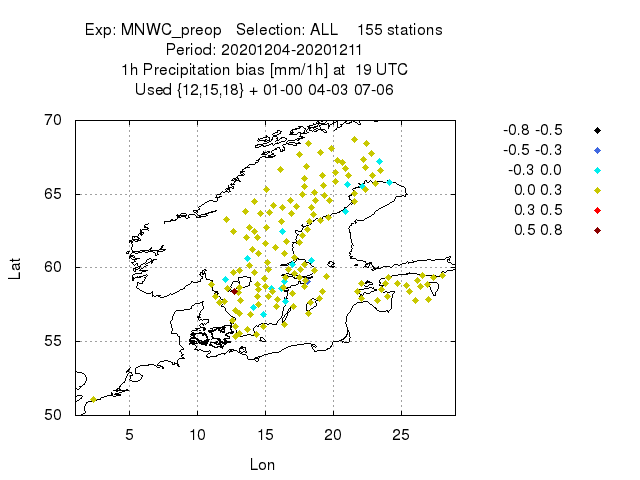 Exp: MNWC_preop Selection: ALL 155 stations
Period: 20201204-20201211
1h Precipitation bias [mm/1h] at 19 UTC
Used {12,15,18} + 01-00 04-03 07-06
70
65
60
55
50
Lat
5 10 15 20 25
Lon
-0.8 -0.5
-0.5 -0.3
-0.3 0.0
0.0 0.3
0.3 0.5
0.5 0.8